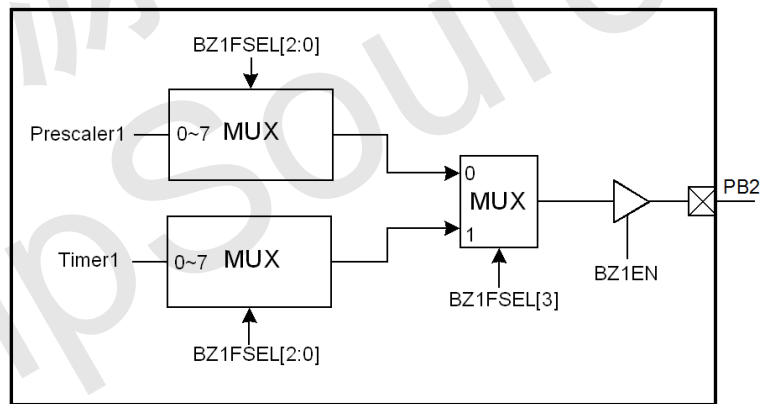 BZ1FSEL[2:0]
Prescaler1
0~7 MUX
0
MUX
PB2
1
Timer1
0~7 MUX
BZ1EN
BZ1FSEL[3]
BZ1FSEL[2:0]